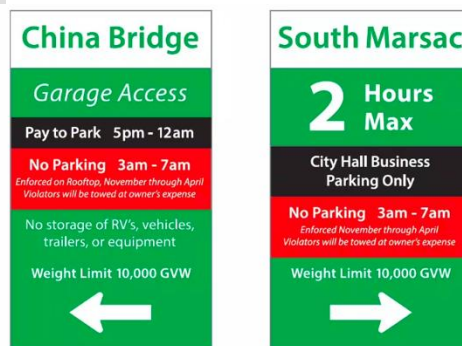 China Bridge
Garage Access
Pay to Park 5pm - 12am
No Parking 3am - 7am
Enforced on Rooftop, November through April
Violators will be towed at owner's expense
No storage of RV's, vehicles,
trailers, or equipment
Weight Limit 10,000 GVW
South Marsac
2 Hours
Max
City Hall Business
Parking Only
No Parking 3am - 7am
Enforced November through April
Violators will be towed at owner's expense
Weight Limit 10,000 GVW